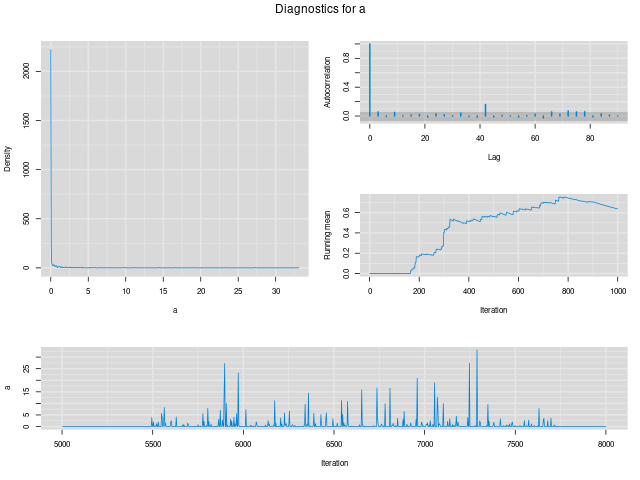 Diagnostics for a
Density
0
500
1000
1500
2000
0 5 10 15 20 25 30
a
Autocorrelation
0.0 0.4 0.8
0 20 40 60 80
Lag
Running mean
0.0 0.2 0.4 0.6
0 200 400 600 800 1000
Iteration
a
0 5 15 25
5000 5500 6000 6500 7000 7500 8000
Iteration